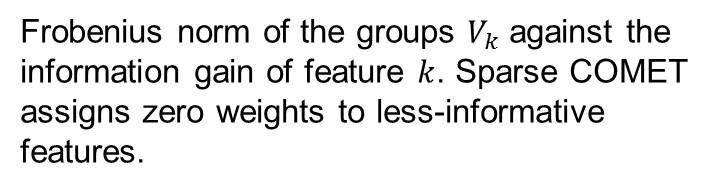 Frobenius norm of the groups Vₖ against the
information gain of feature k. Sparse COMET
assigns zero weights to less-informative
features.